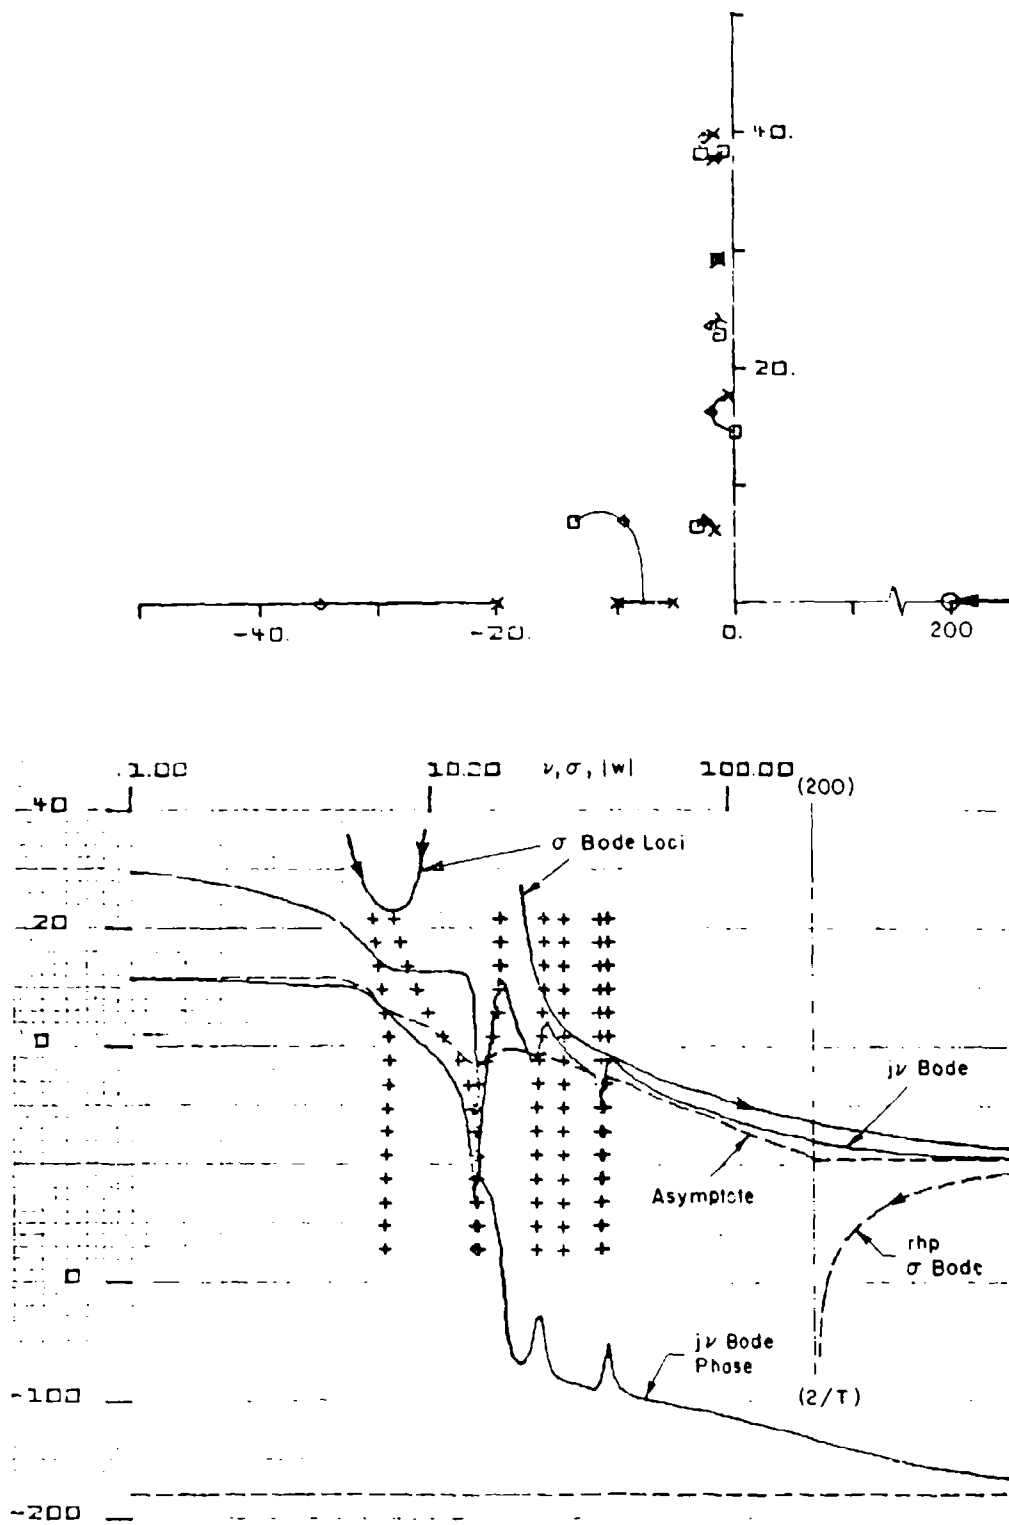 40.
20.
-40.
-20.
0.
200
1.00
10.00
ν, σ, |w|
100.00
(200)
40
σ Bode Loci
20
0
jν Bode
Asymptote
rhp
σ Bode
0
jν Bode
Phase
-100
(2/T)
-200